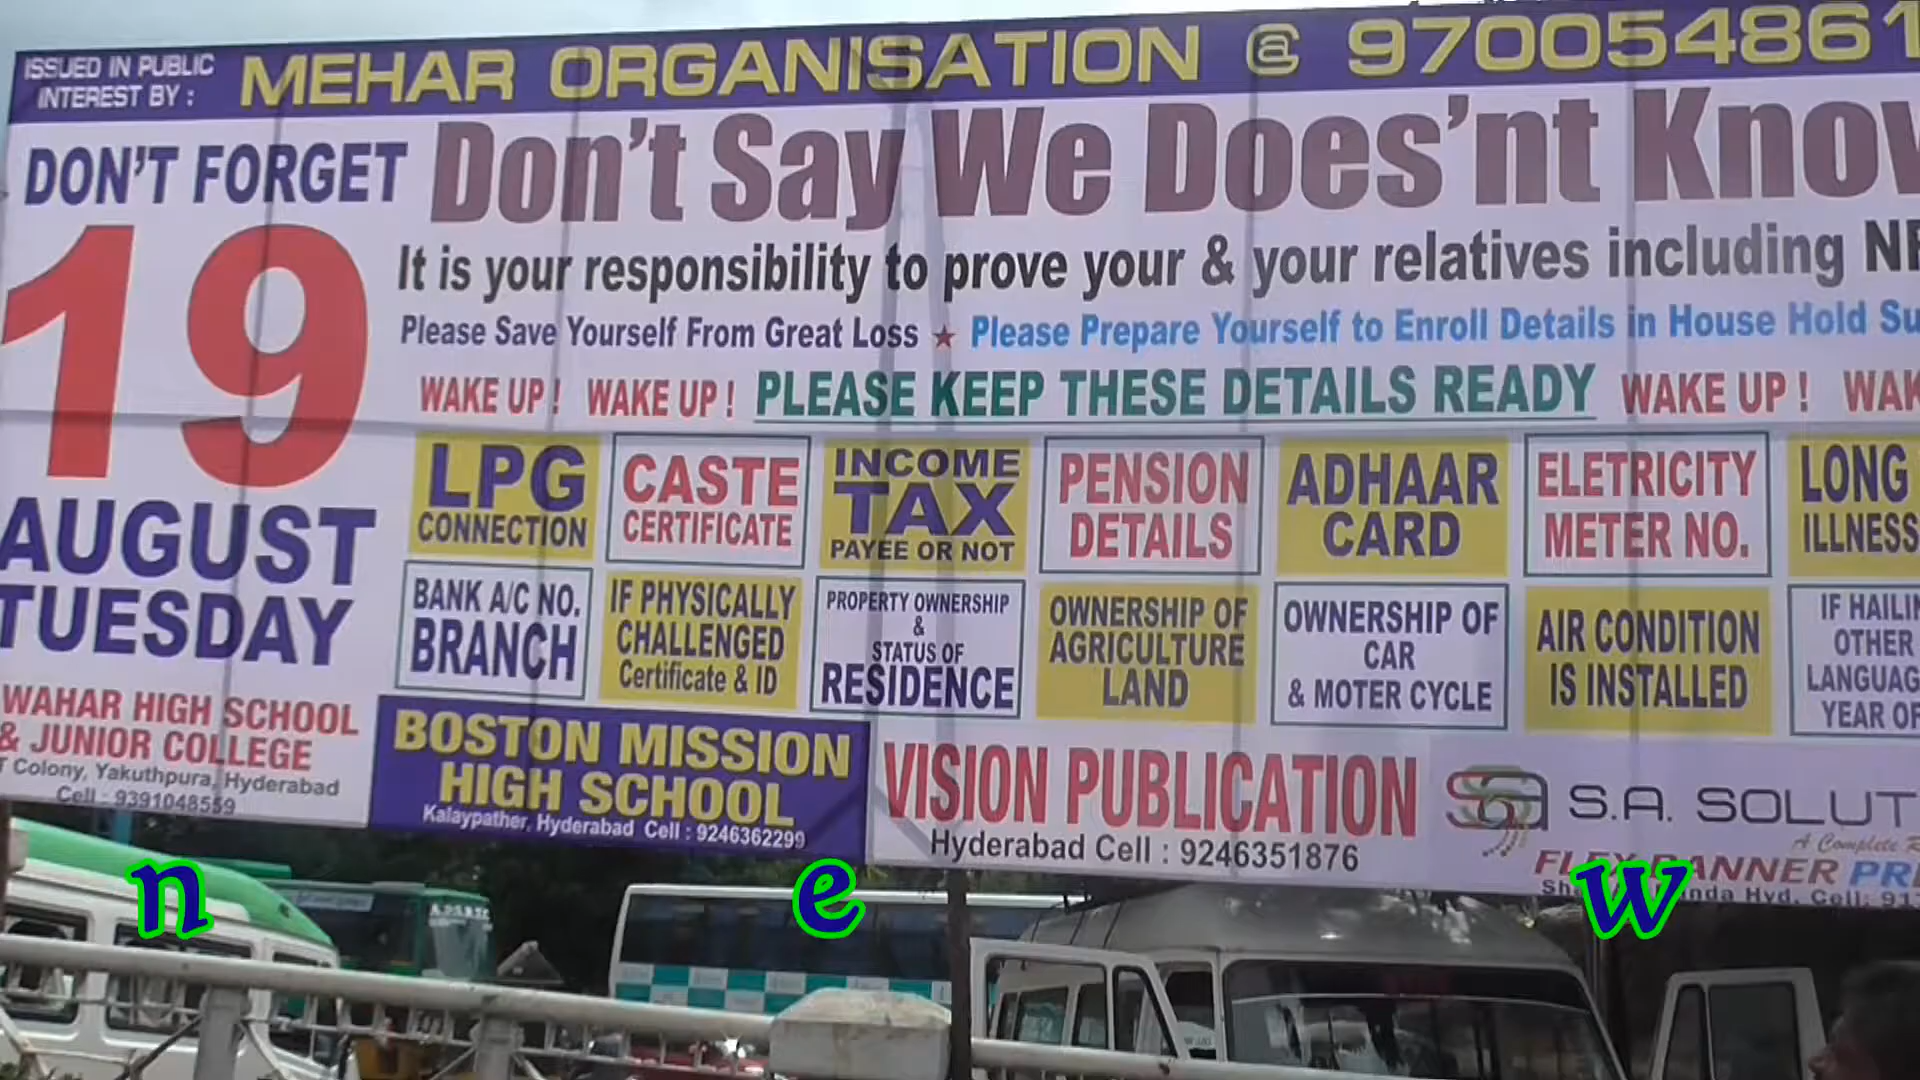 ISSUED IN PUBLIC
INTEREST BY :
MEHAR ORGANISATION @ 970054861
DON'T FORGET
19
AUGUST
TUESDAY
Don't Say We Does'nt Know
It is your responsibility to prove your & your relatives including
Please Save Yourself From Great Loss ★ Please Prepare Yourself to Enroll Details in House Hold
WAKE UP ! WAKE UP ! PLEASE KEEP THESE DETAILS READY WAKE UP !
LPG
CONNECTION
CASTE
CERTIFICATE
INCOME
TAX
PAYEE OR NOT
PENSION
DETAILS
ADHAAR
CARD
ELETRICITY
METER NO.
LONG
ILLNESS
BANK A/C NO.
BRANCH
IF PHYSICALLY
CHALLENGED
Certificate & ID
PROPERTY OWNERSHIP
&
STATUS OF
RESIDENCE
OWNERSHIP OF
AGRICULTURE
LAND
OWNERSHIP OF
CAR
& MOTER CYCLE
AIR CONDITION
IS INSTALLED
IF
OTHER
YEAR OF
WAHAR HIGH SCHOOL
& JUNIOR COLLEGE
Colony, Yakuthpura, Hyderabad
Cell : 9391048559
BOSTON MISSION
HIGH SCHOOL
Kalaypather, Hyderabad Cell : 9246362299
VISION PUBLICATION
Hyderabad Cell : 9246351876
S.A. SOLUT
A Complete
FLEX BANNER
Hyd. Cell:
n e w